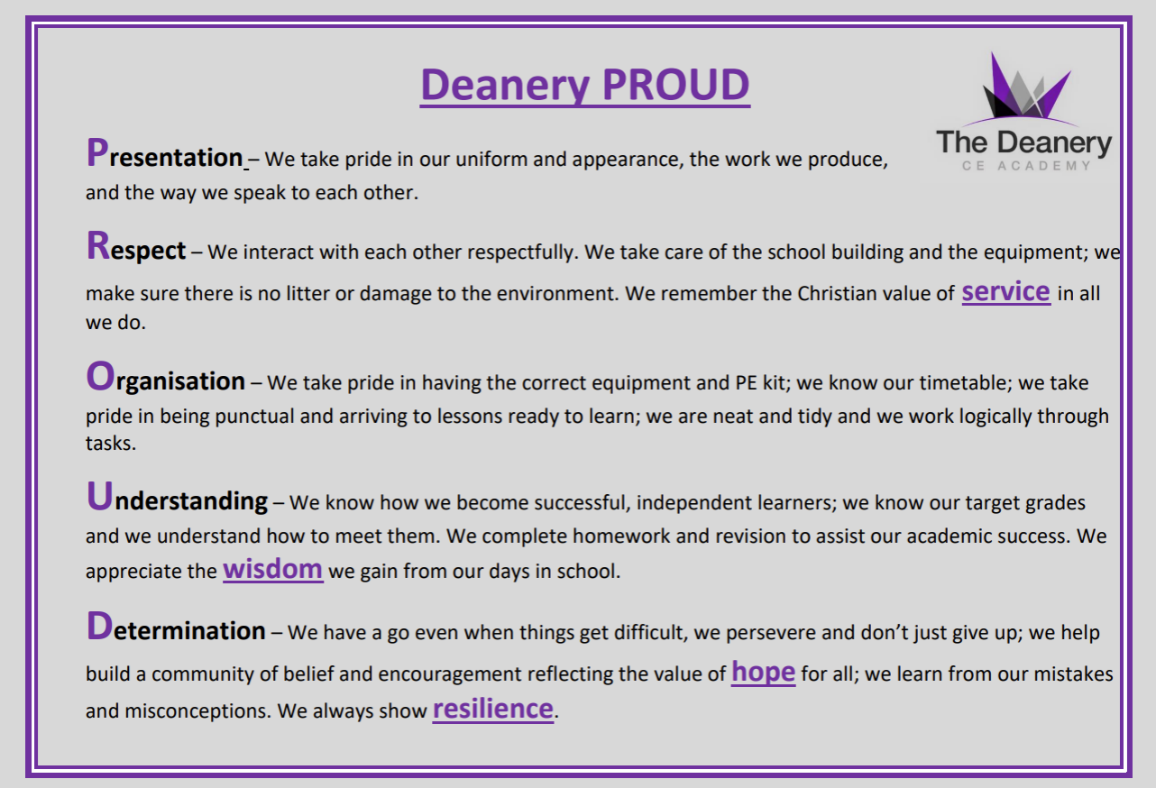 Deanery PROUD
The Deanery
CE ACADEMY
Presentation – We take pride in our uniform and appearance, the work we produce,
and the way we speak to each other.
Respect – We interact with each other respectfully. We take care of the school building and the equipment; we
make sure there is no litter or damage to the environment. We remember the Christian value of service in all
we do.
Organisation – We take pride in having the correct equipment and PE kit; we know our timetable; we take
pride in being punctual and arriving to lessons ready to learn; we are neat and tidy and we work logically through
tasks.
Understanding – We know how we become successful, independent learners; we know our target grades
and we understand how to meet them. We complete homework and revision to assist our academic success. We
appreciate the wisdom we gain from our days in school.
Determination – We have a go even when things get difficult, we persevere and don’t just give up; we help
build a community of belief and encouragement reflecting the value of hope for all; we learn from our mistakes
and misconceptions. We always show resilience.